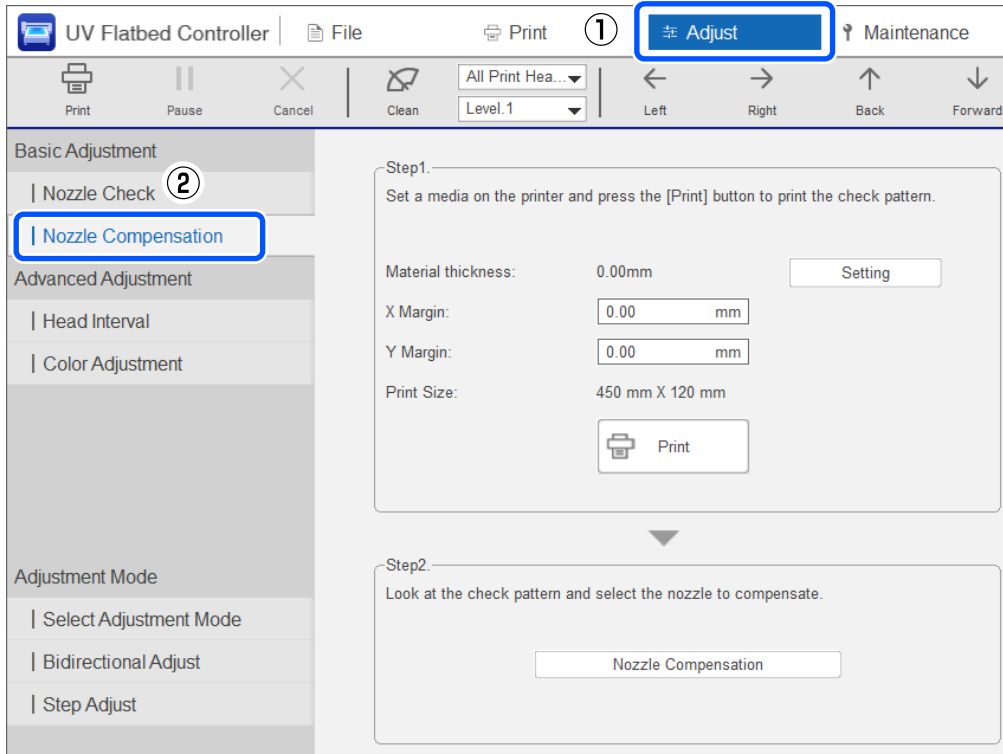 UV Flatbed Controller File Print ① Adjust Maintenance
All Print Hea...
Level.1
Print Pause Cancel Clean Left Right Back Forward
Basic Adjustment
Nozzle Check ②
Nozzle Compensation
Advanced Adjustment
Head Interval
Color Adjustment
Adjustment Mode
Select Adjustment Mode
Bidirectional Adjust
Step Adjust
Step1.
Set a media on the printer and press the [Print] button to print the check pattern.
Material thickness: 0.00mm Setting
X Margin: 0.00 mm
Y Margin: 0.00 mm
Print Size: 450 mm X 120 mm
Print
Step2.
Look at the check pattern and select the nozzle to compensate.
Nozzle Compensation